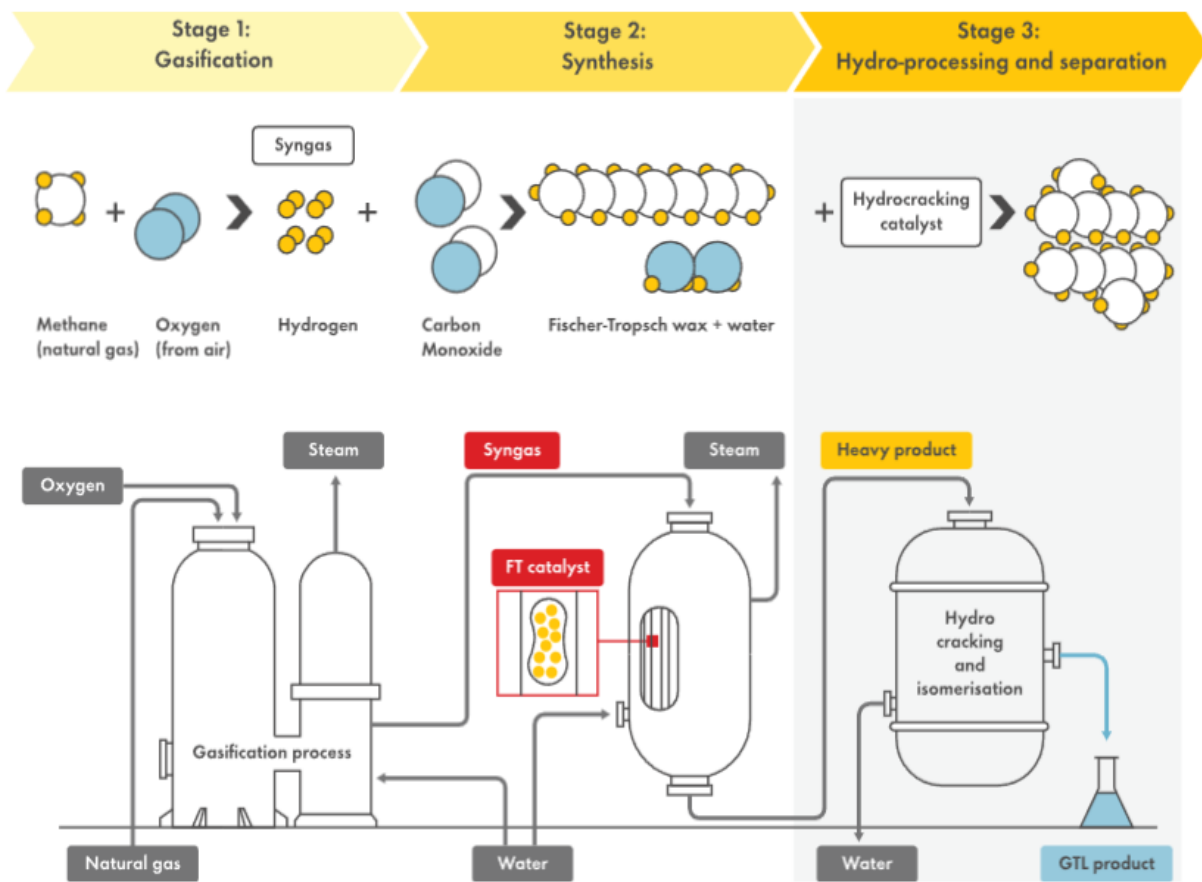 Stage 1:
Gasification
Stage 2:
Synthesis
Stage 3:
Hydro-processing and separation
Syngas
+
+
+
Hydrocracking
catalyst
Methane
(natural gas)
Oxygen
(from air)
Hydrogen
Carbon
Monoxide
Fischer-Tropsch wax + water
Steam
Syngas
Steam
Heavy product
Oxygen
FT catalyst
Hydro
cracking
and
isomerisation
Gasification process
Natural gas
Water
Water
GTL product